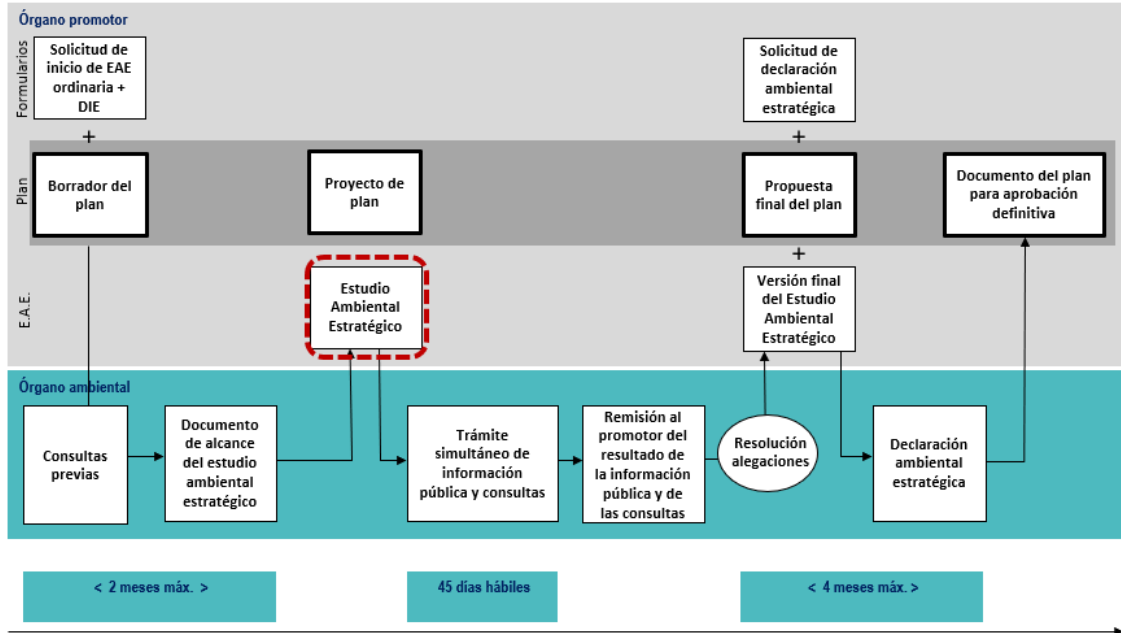 Órgano promotor
Formularios
Solicitud de
inicio de EAE
ordinaria +
DIE
Solicitud de
declaración
ambiental
estratégica
+
+
Plan
Borrador del
plan
Proyecto de
plan
Propuesta
final del plan
Documento del plan
para aprobación
definitiva
+
E.A.E.
Estudio
Ambiental
Estratégico
Versión final
del Estudio
Ambiental
Estratégico
Órgano ambiental
Consultas
previas
Documento
de alcance
del estudio
ambiental
estratégico
Trámite
simultáneo de
información
pública y consultas
Remisión al
promotor del
resultado de
la información
pública y de
las consultas
Resolución
alegaciones
Declaración
ambiental
estratégica
< 2 meses máx. >
45 días hábiles
< 4 meses máx. >